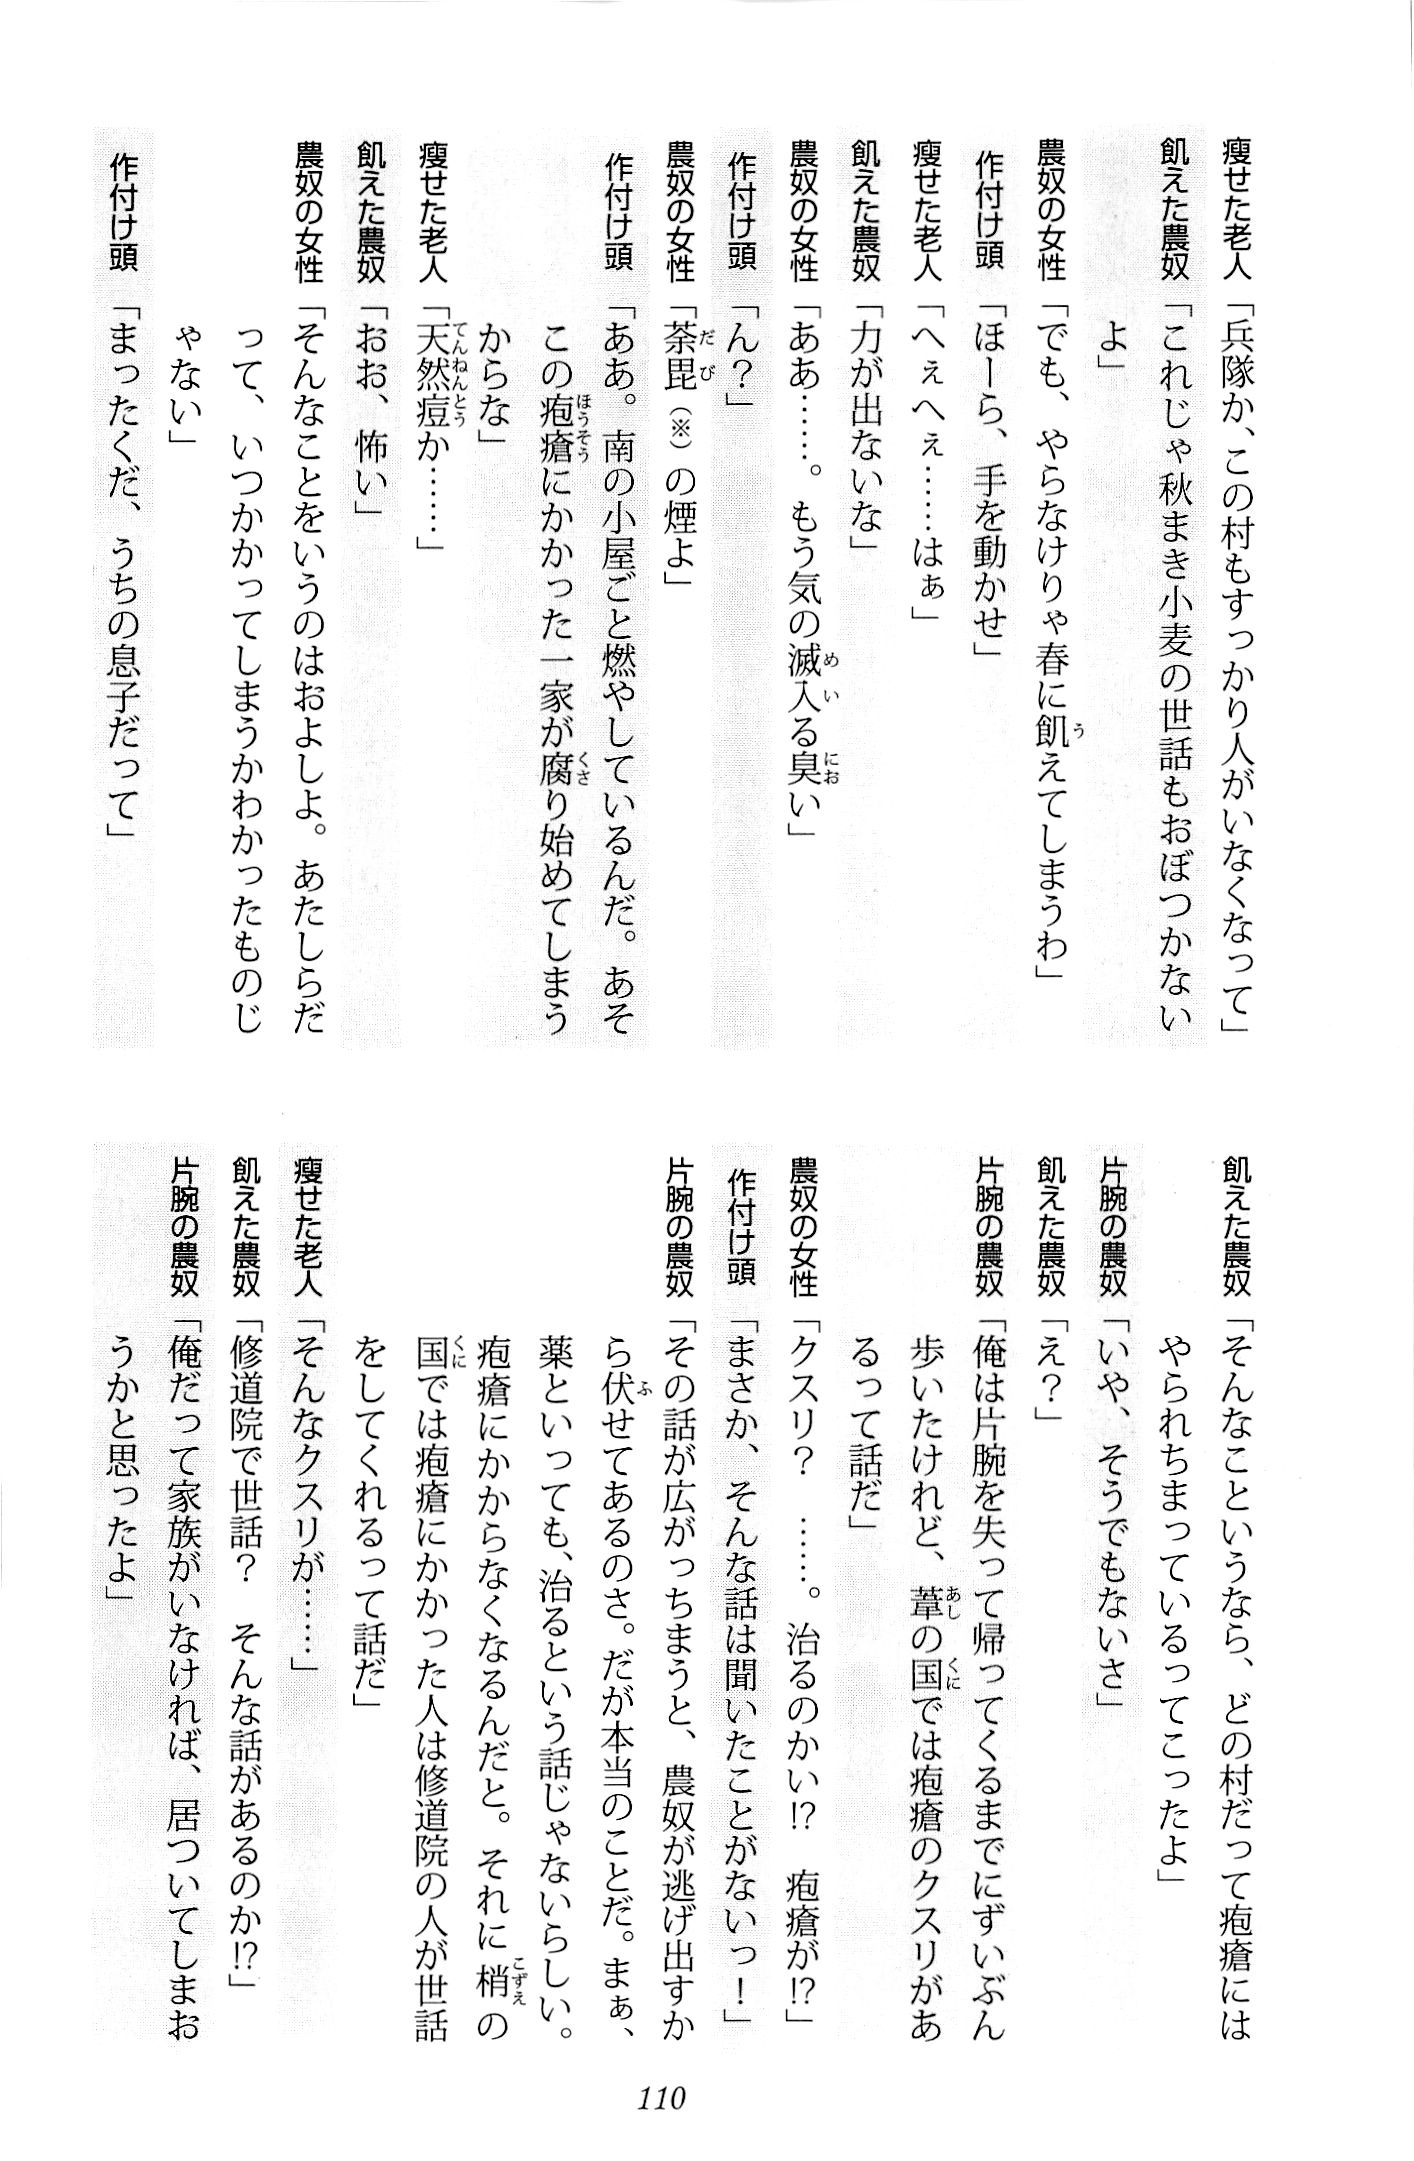 瘦せた老人「兵隊か、この村もすっかり人がいなくなって」
飢えた農奴「これじゃ秋まき小麦の世話もおぼつかない
よ」
農奴の女性「でも、やらなけりゃ春に飢えてしまうわ」
作付け頭「ほーら、手を動かせ」
瘦せた老人「へぇへぇ……はぁ」
飢えた農奴「力が出ないな」
農奴の女性「ああ……。もう気の滅入る臭い」
作付け頭「ん?」
農奴の女性「荼毘(※)の煙よ」
作付け頭「ああ。南の小屋ごと燃やしているんだ。あそ
この疱瘡にかかった一家が腐り始めてしまう
からな」
瘦せた老人「天然痘か……」
飢えた農奴「おお、怖い」
農奴の女性「そんなことをいうのはおよしよ。あたしらだ
って、いつかかってしまうかわかったものじ
ゃない」
作付け頭「まったくだ、うちの息子だって」
飢えた農奴「そんなこというなら、どの村だって疱瘡には
やられちまっているってこったよ」
片腕の農奴「いや、そうでもないさ」
飢えた農奴「え?」
片腕の農奴「俺は片腕を失って帰ってくるまでにずいぶん
歩いたけれど、葦の国では疱瘡のクスリがあ
るって話だ」
農奴の女性「クスリ? ……。治るのかい!? 疱瘡が!?」
作付け頭「まさか、そんな話は聞いたことがないっ!」
片腕の農奴「その話が広がっちまうと、農奴が逃げ出すか
ら伏せてあるのさ。だが本当のことだ。まぁ、
薬といっても、治るという話じゃないらしい。
疱瘡にかからなくなるんだと。それに梢の
国では疱瘡にかかった人は修道院の人が世話
をしてくれるって話だ」
瘦せた老人「そんなクスリが……」
飢えた農奴「修道院で世話? そんな話があるのか!?」
片腕の農奴「俺だって家族がいなければ、居ついてしまお
うかと思ったよ」
110